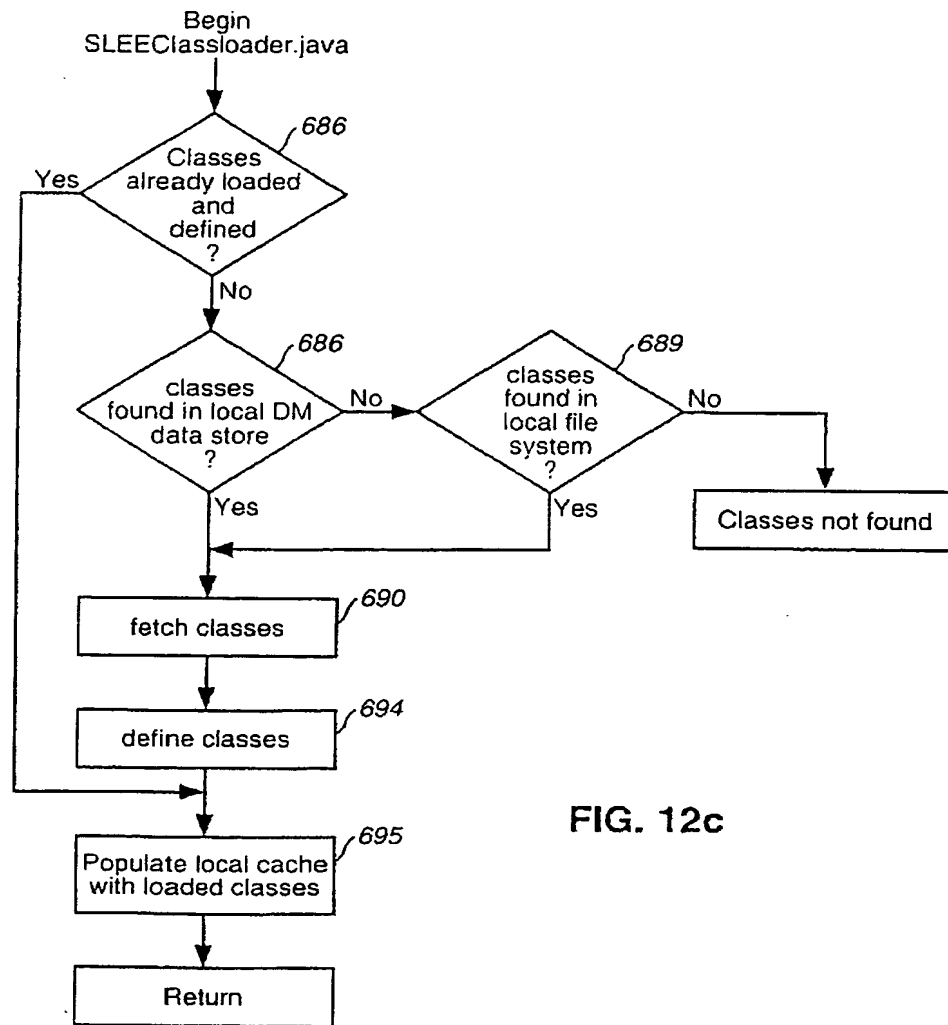 Begin
SLEEClassloader.java
686
Classes
already loaded
and
defined
?
Yes
No
686
classes
found in local DM
data store
?
No
Yes
689
classes
found in
local file
system
?
No
Yes
Classes not found
690
fetch classes
694
define classes
695
Populate local cache
with loaded classes
Return
FIG. 12c